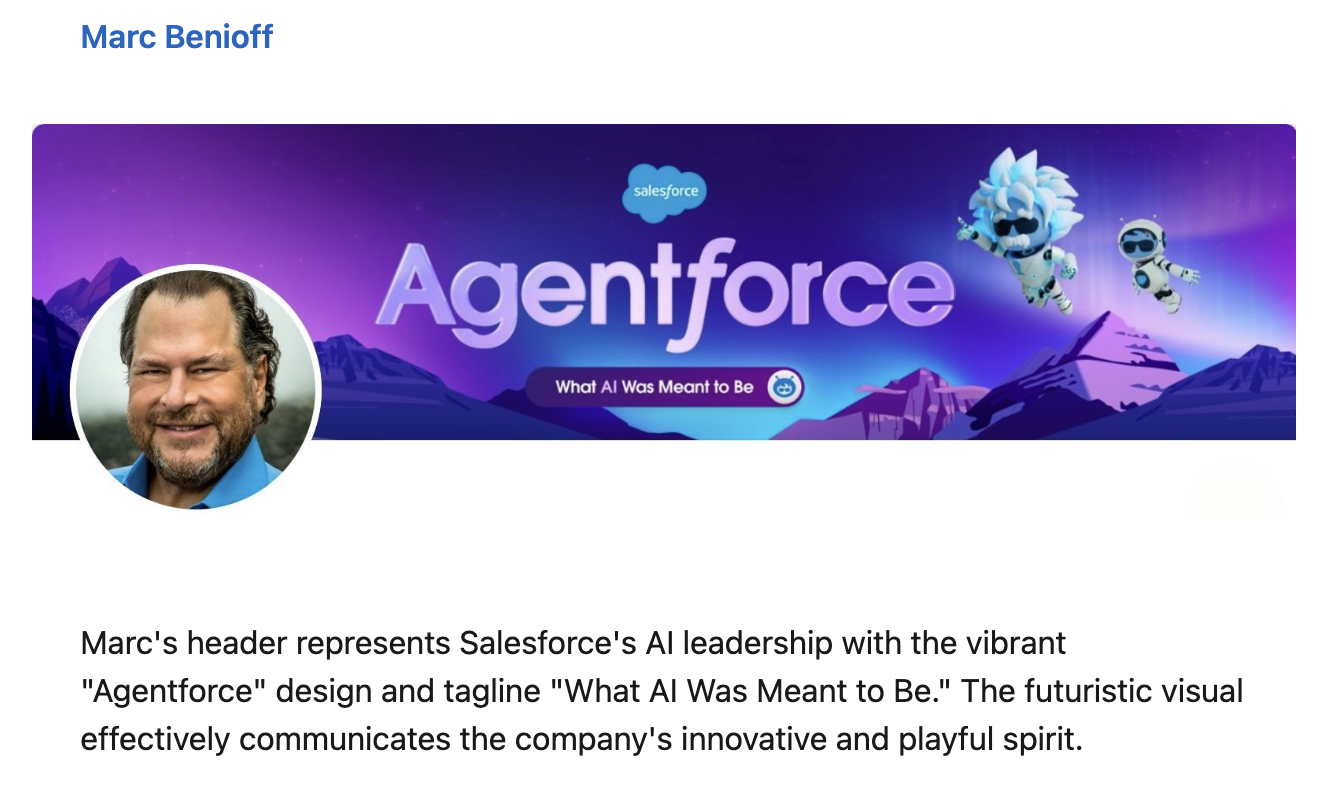 Marc Benioff
salesforce
Agentforce
What AI Was Meant to Be
Marc's header represents Salesforce's AI leadership with the vibrant
"Agentforce" design and tagline "What AI Was Meant to Be." The futuristic visual
effectively communicates the company's innovative and playful spirit.